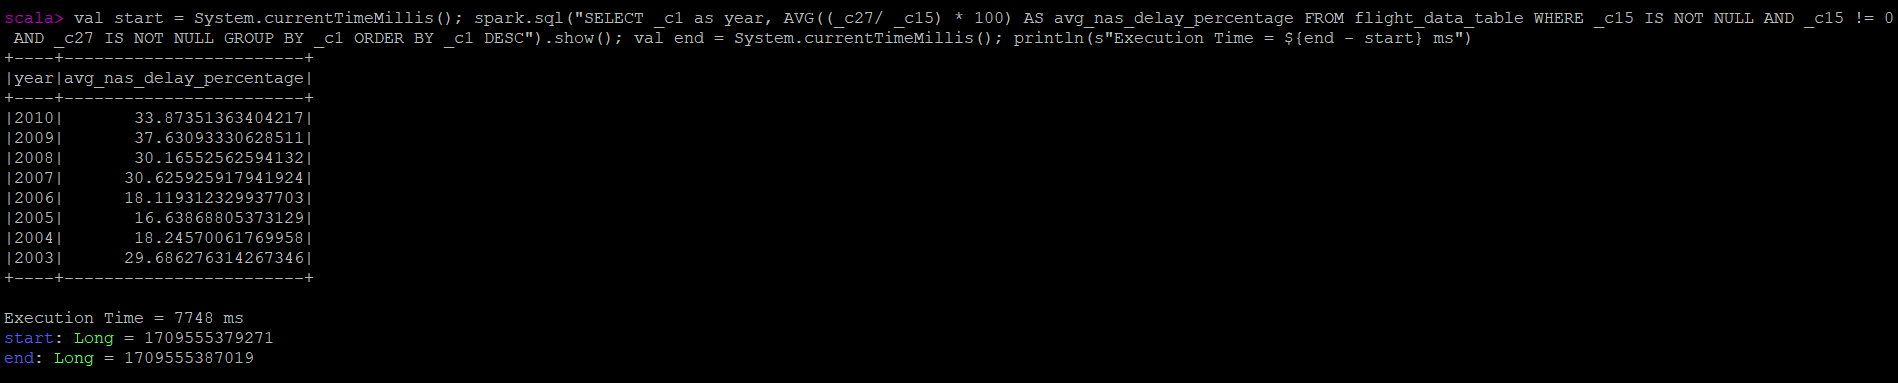 scala> val start = System.currentTimeMillis(); spark.sql("SELECT _c1 as year, AVG((_c27/ _c15) * 100) AS avg_nas_delay_percentage FROM flight_data_table WHERE _c15 IS NOT NULL AND _c15 != 0
AND _c27 IS NOT NULL GROUP BY _c1 ORDER BY _c1 DESC").show(); val end = System.currentTimeMillis(); println(s"Execution Time = ${end - start} ms")
+----+------------------------+
|year|avg_nas_delay_percentage|
+----+------------------------+
|2010|       33.87351363404217|
|2009|       37.63093330628511|
|2008|       30.16552562594132|
|2007|      30.625925917941924|
|2006|      18.119312329937703|
|2005|       16.63868805373129|
|2004|       18.24570061769958|
|2003|      29.686276314267346|
+----+------------------------+
Execution Time = 7748 ms
start: Long = 1709555379271
end: Long = 1709555387019